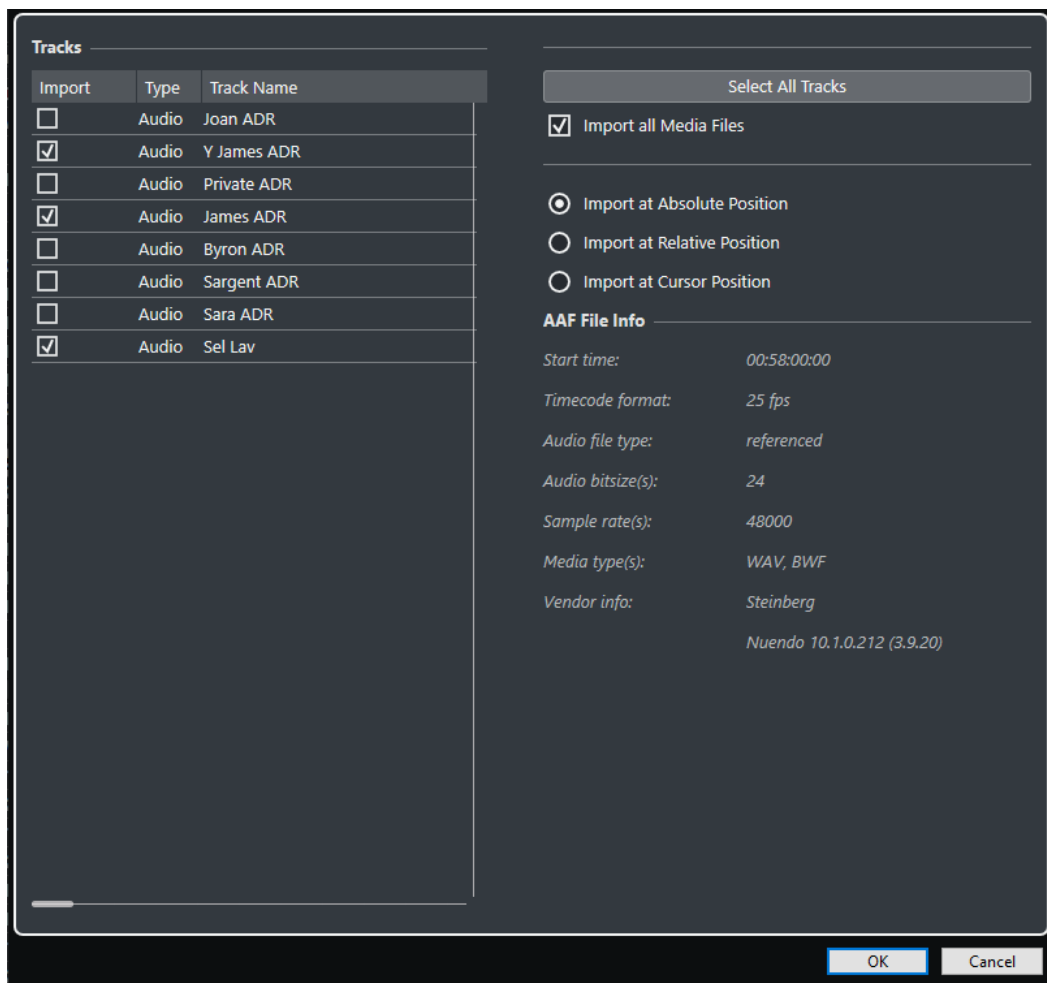 Tracks
Import Type Track Name
Audio Joan ADR
Audio Y James ADR
Audio Private ADR
Audio James ADR
Audio Byron ADR
Audio Sargent ADR
Audio Sara ADR
Audio Sel Lav
Select All Tracks
Import all Media Files
Import at Absolute Position
Import at Relative Position
Import at Cursor Position
AAF File Info
Start time: 00:58:00:00
Timecode format: 25 fps
Audio file type: referenced
Audio bitsize(s): 24
Sample rate(s): 48000
Media type(s): WAV, BWF
Vendor info: Steinberg
Nuendo 10.1.0.212 (3.9.20)
OK Cancel